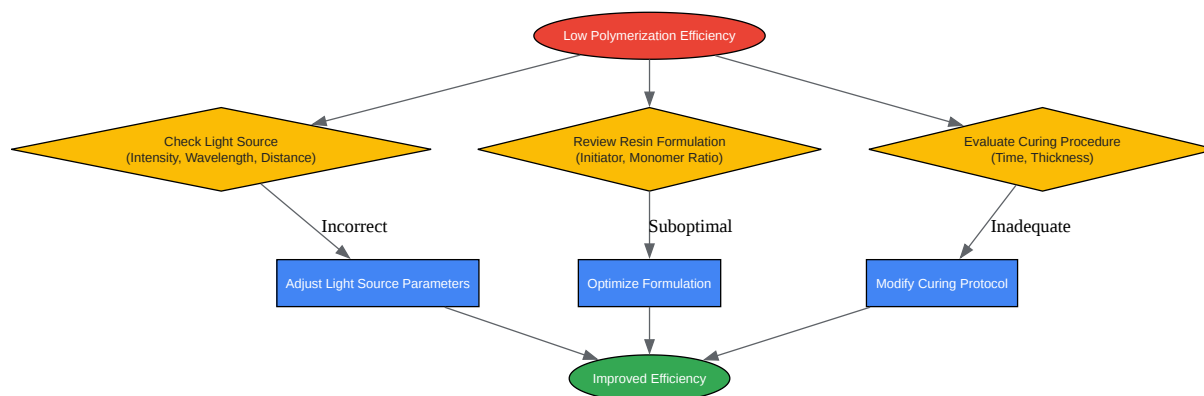 Low Polymerization Efficiency
Check Light Source
(Intensity, Wavelength, Distance)
Review Resin Formulation
(Initiator, Monomer Ratio)
Evaluate Curing Procedure
(Time, Thickness)
Incorrect
Suboptimal
Inadequate
Adjust Light Source Parameters
Optimize Formulation
Modify Curing Protocol
Improved Efficiency